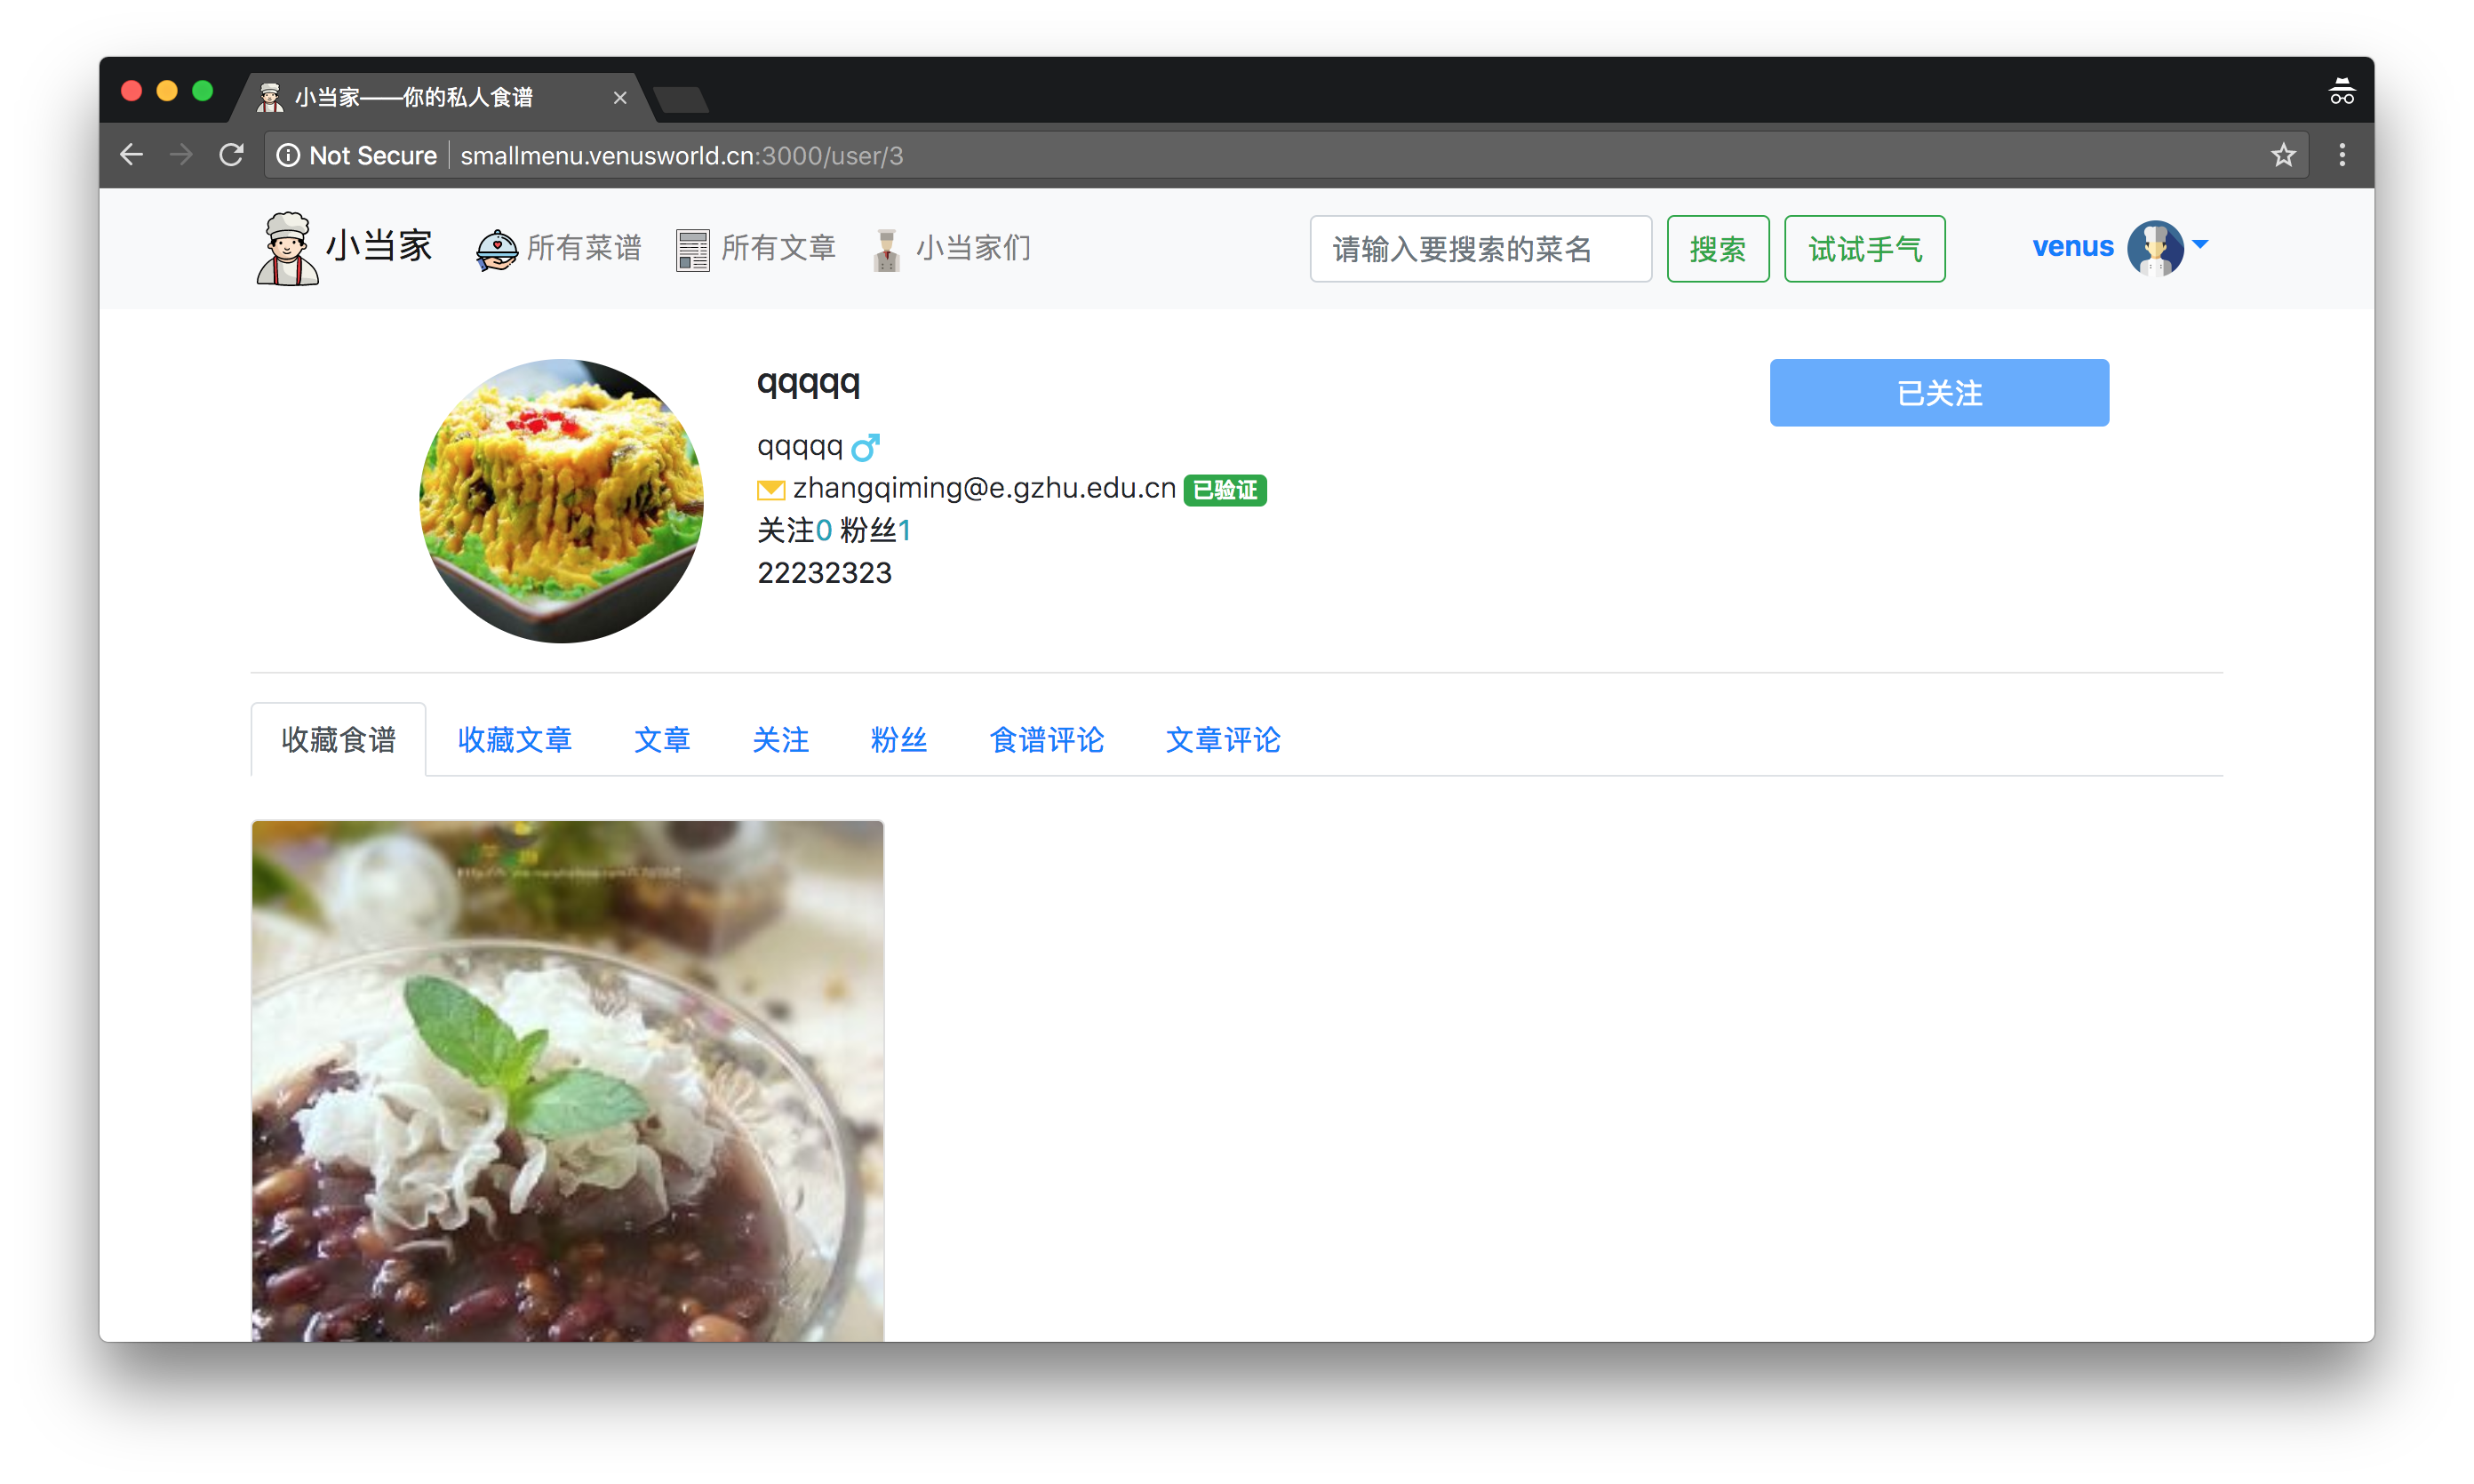 小当家——你的私人食谱
Not Secure smallmenu.venusworld.cn:3000/user/3
小当家 所有菜谱 所有文章 小当家们 请输入要搜索的菜名 搜索 试试手气 venus
qqqqq 已关注
qqqqq
zhangqiming@e.gzhu.edu.cn 已验证
关注0 粉丝1
22232323
收藏食谱 收藏文章 文章 关注 粉丝 食谱评论 文章评论